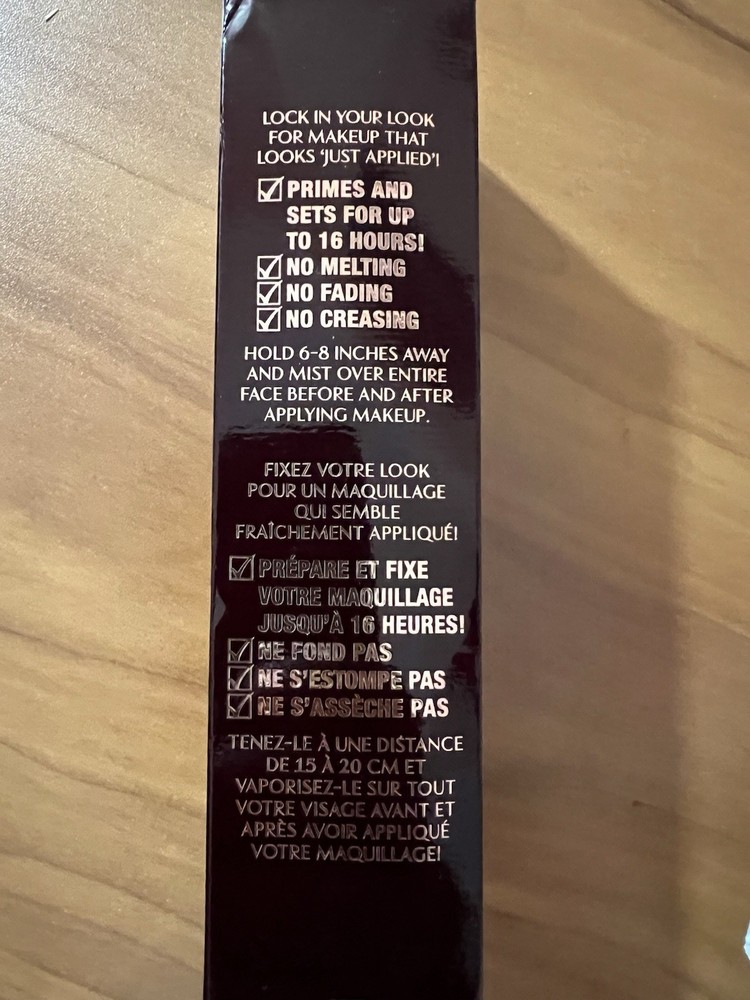 LOCK IN YOUR LOOK
FOR MAKEUP THAT
LOOKS 'JUST APPLIED'!
PRIMES AND
SETS FOR UP
TO 16 HOURS!
NO MELTING
NO FADING
NO CREASING
HOLD 6-8 INCHES AWAY
AND MIST OVER ENTIRE
FACE BEFORE AND AFTER
APPLYING MAKEUP.
FIXEZ VOTRE LOOK
POUR UN MAQUILLAGE
QUI SEMBLE
FRAÎCHEMENT APPLIQUÉ!
PRÉPARE ET FIXE
VOTRE MAQUILLAGE
JUSQU'À 16 HEURES!
NE FOND PAS
NE S'ESTOMPE PAS
NE S'ASSÈCHE PAS
TENEZ-LE À UNE DISTANCE
DE 15 À 20 CM ET
VAPORISEZ-LE SUR TOUT
VOTRE VISAGE AVANT ET
APRÈS AVOIR APPLIQUÉ
VOTRE MAQUILLAGE!